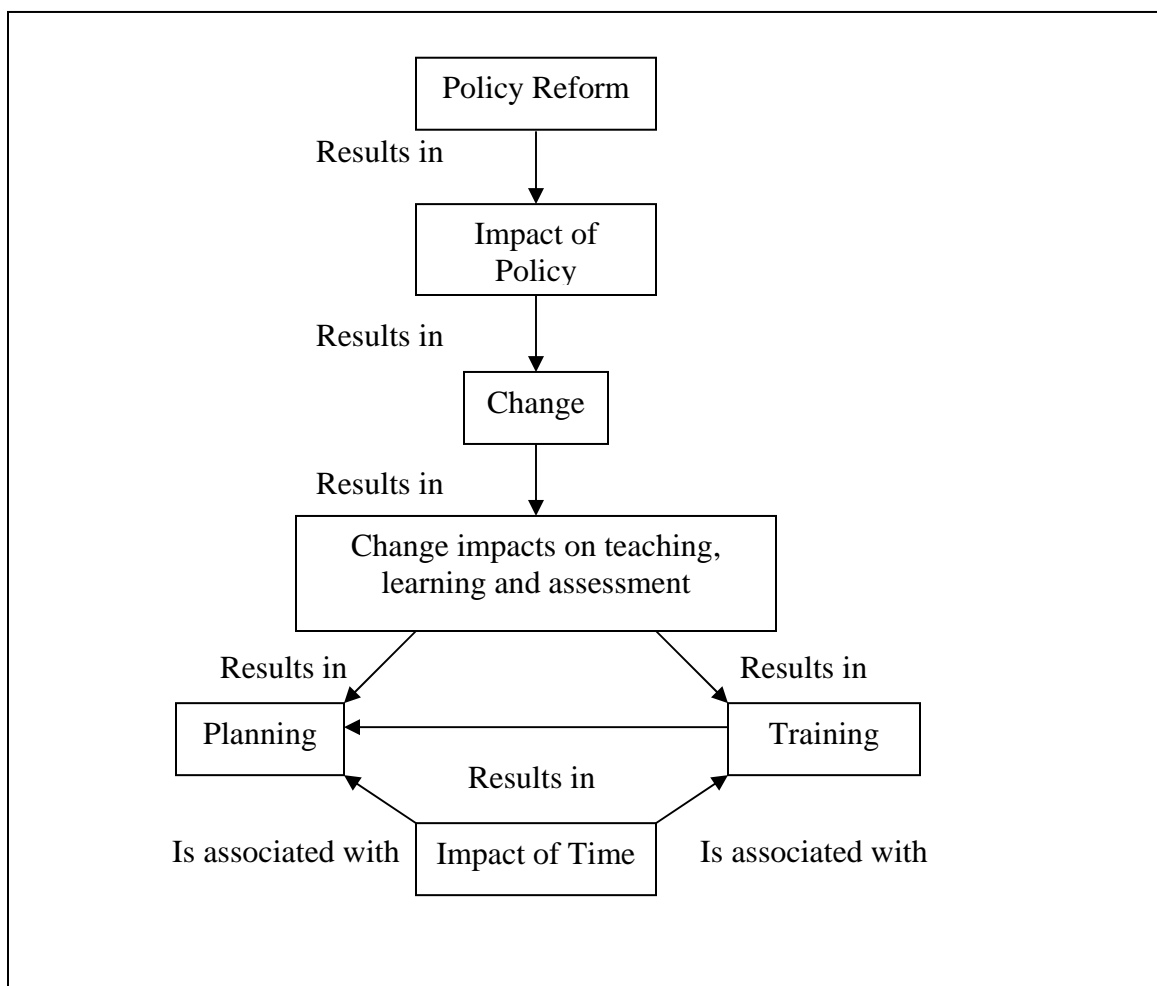 Policy Reform
Results in
Impact of
Policy
Results in
Change
Results in
Change impacts on teaching,
learning and assessment
Results in
Results in
Planning
Training
Results in
Is associated with
Impact of Time
Is associated with